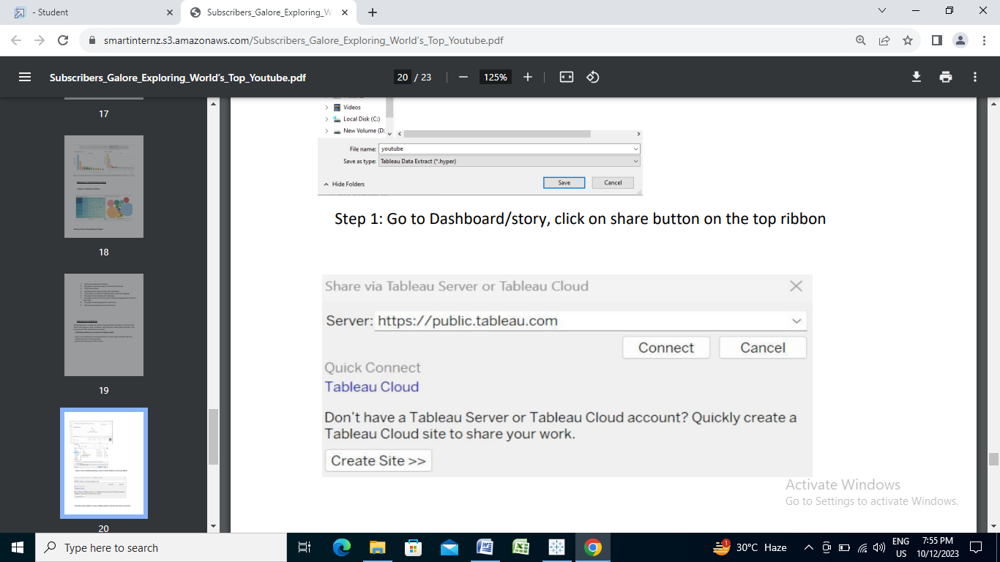 - Student
Subscribers_Galore_Exploring_W
smartinternz.s3.amazonaws.com/Subscribers_Galore_Exploring_World's_Top_Youtube.pdf
Subscribers_Galore_Exploring_World's_Top_Youtube.pdf
20 / 23
125%
17
18
19
20
Videos
Local Disk (C:)
New Volume (D:
File name: youtube
Save as type: Tableau Data Extract (*.hyper)
Hide Folders
Save
Cancel
Step 1: Go to Dashboard/story, click on share button on the top ribbon
Share via Tableau Server or Tableau Cloud
Server: https://public.tableau.com
Connect
Cancel
Quick Connect
Tableau Cloud
Don't have a Tableau Server or Tableau Cloud account? Quickly create a
Tableau Cloud site to share your work.
Create Site >>
Activate Windows
Go to Settings to activate Windows.
Type here to search
1
30°C Haze
ENG
US
7:55 PM
10/12/2023